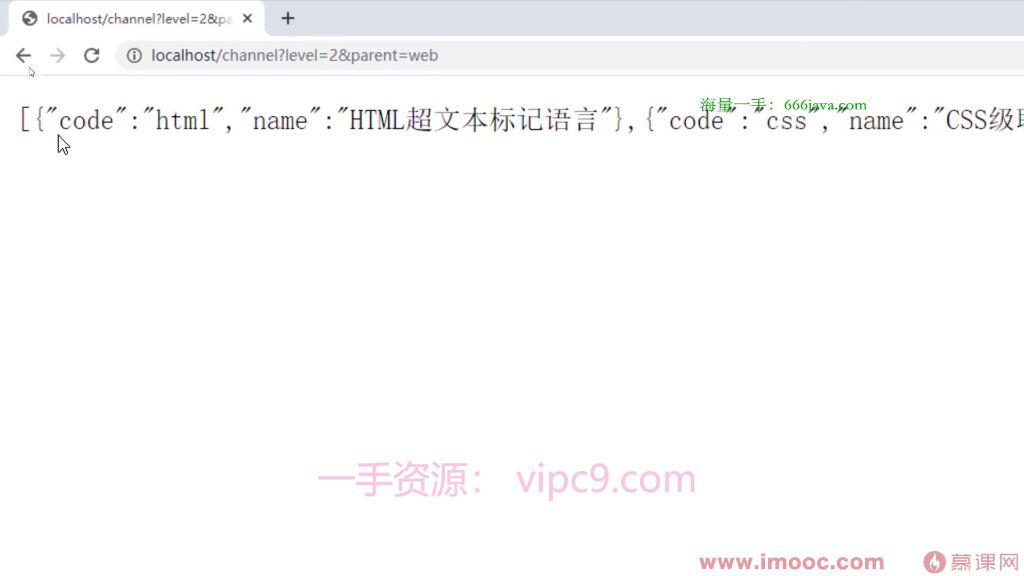 localhost/channel?level=2&pa
localhost/channel?level=2&parent=web
海量一手：666java.com
[{"code":"html","name":"HTML超文本标记语言"},{"code":"css","name":"CSS级
一手资源： vipc9.com
www.imooc.com 慕课网